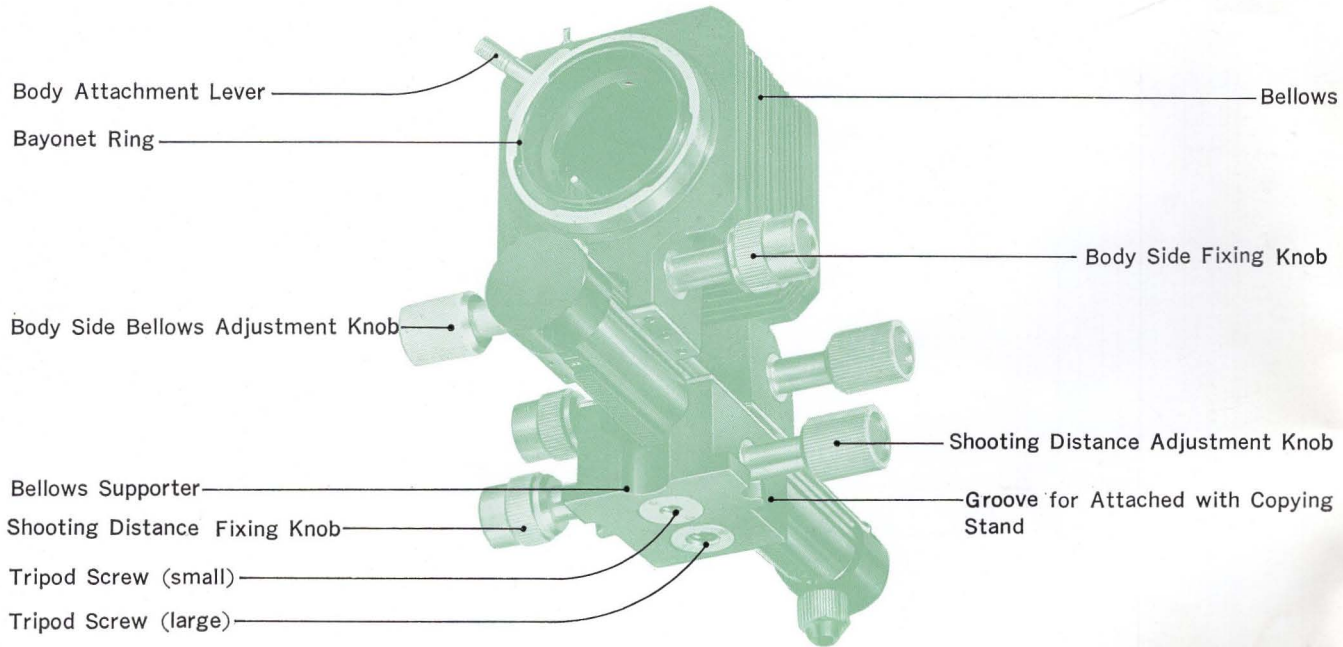 Body Attachment Lever
Bayonet Ring
Body Side Bellows Adjustment Knob
Bellows Supporter
Shooting Distance Fixing Knob
Tripod Screw (small)
Tripod Screw (large)
Bellows
Body Side Fixing Knob
Shooting Distance Adjustment Knob
Groove for Attached with Copying
Stand